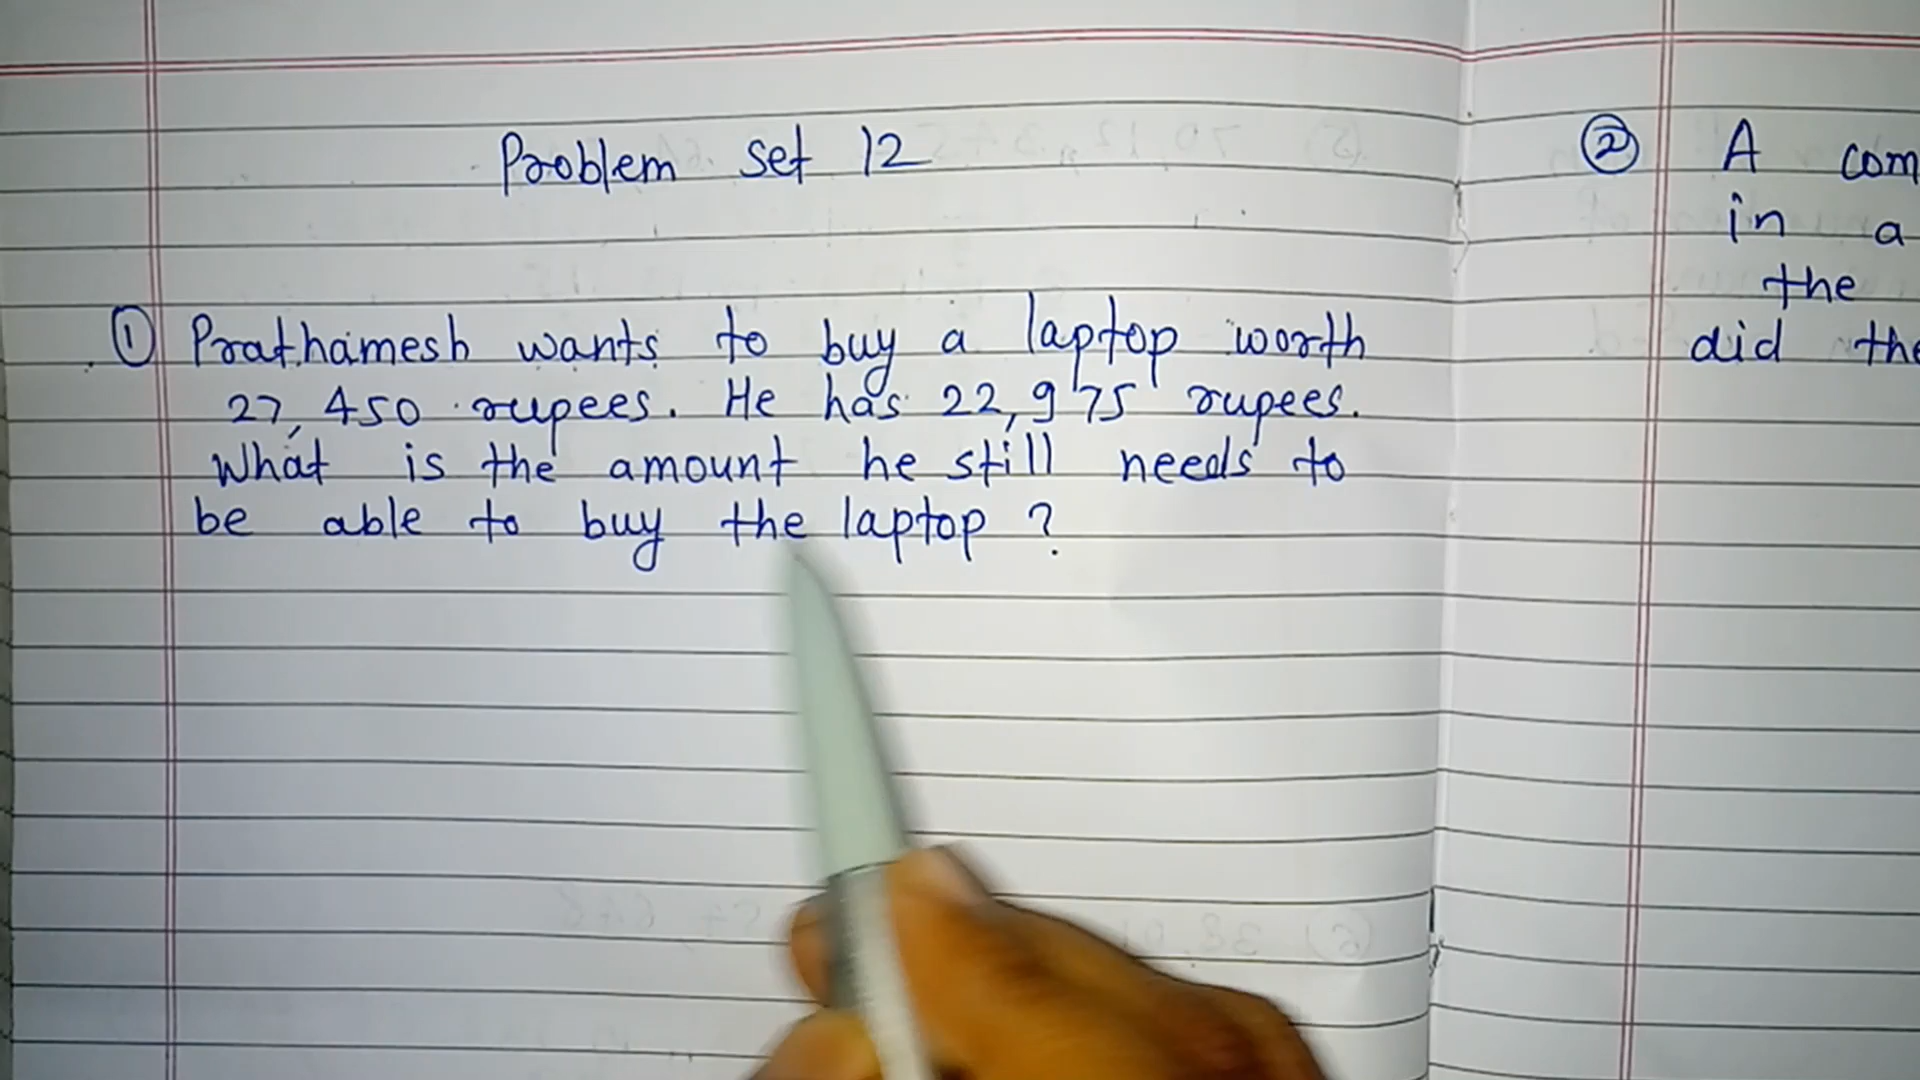 Problem set 12
① Prathamesh wants to buy a laptop worth
27,450 rupees. He has 22,975 rupees.
What is the amount he still needs to
be able to buy the laptop ?
② A com
in a
the
did the